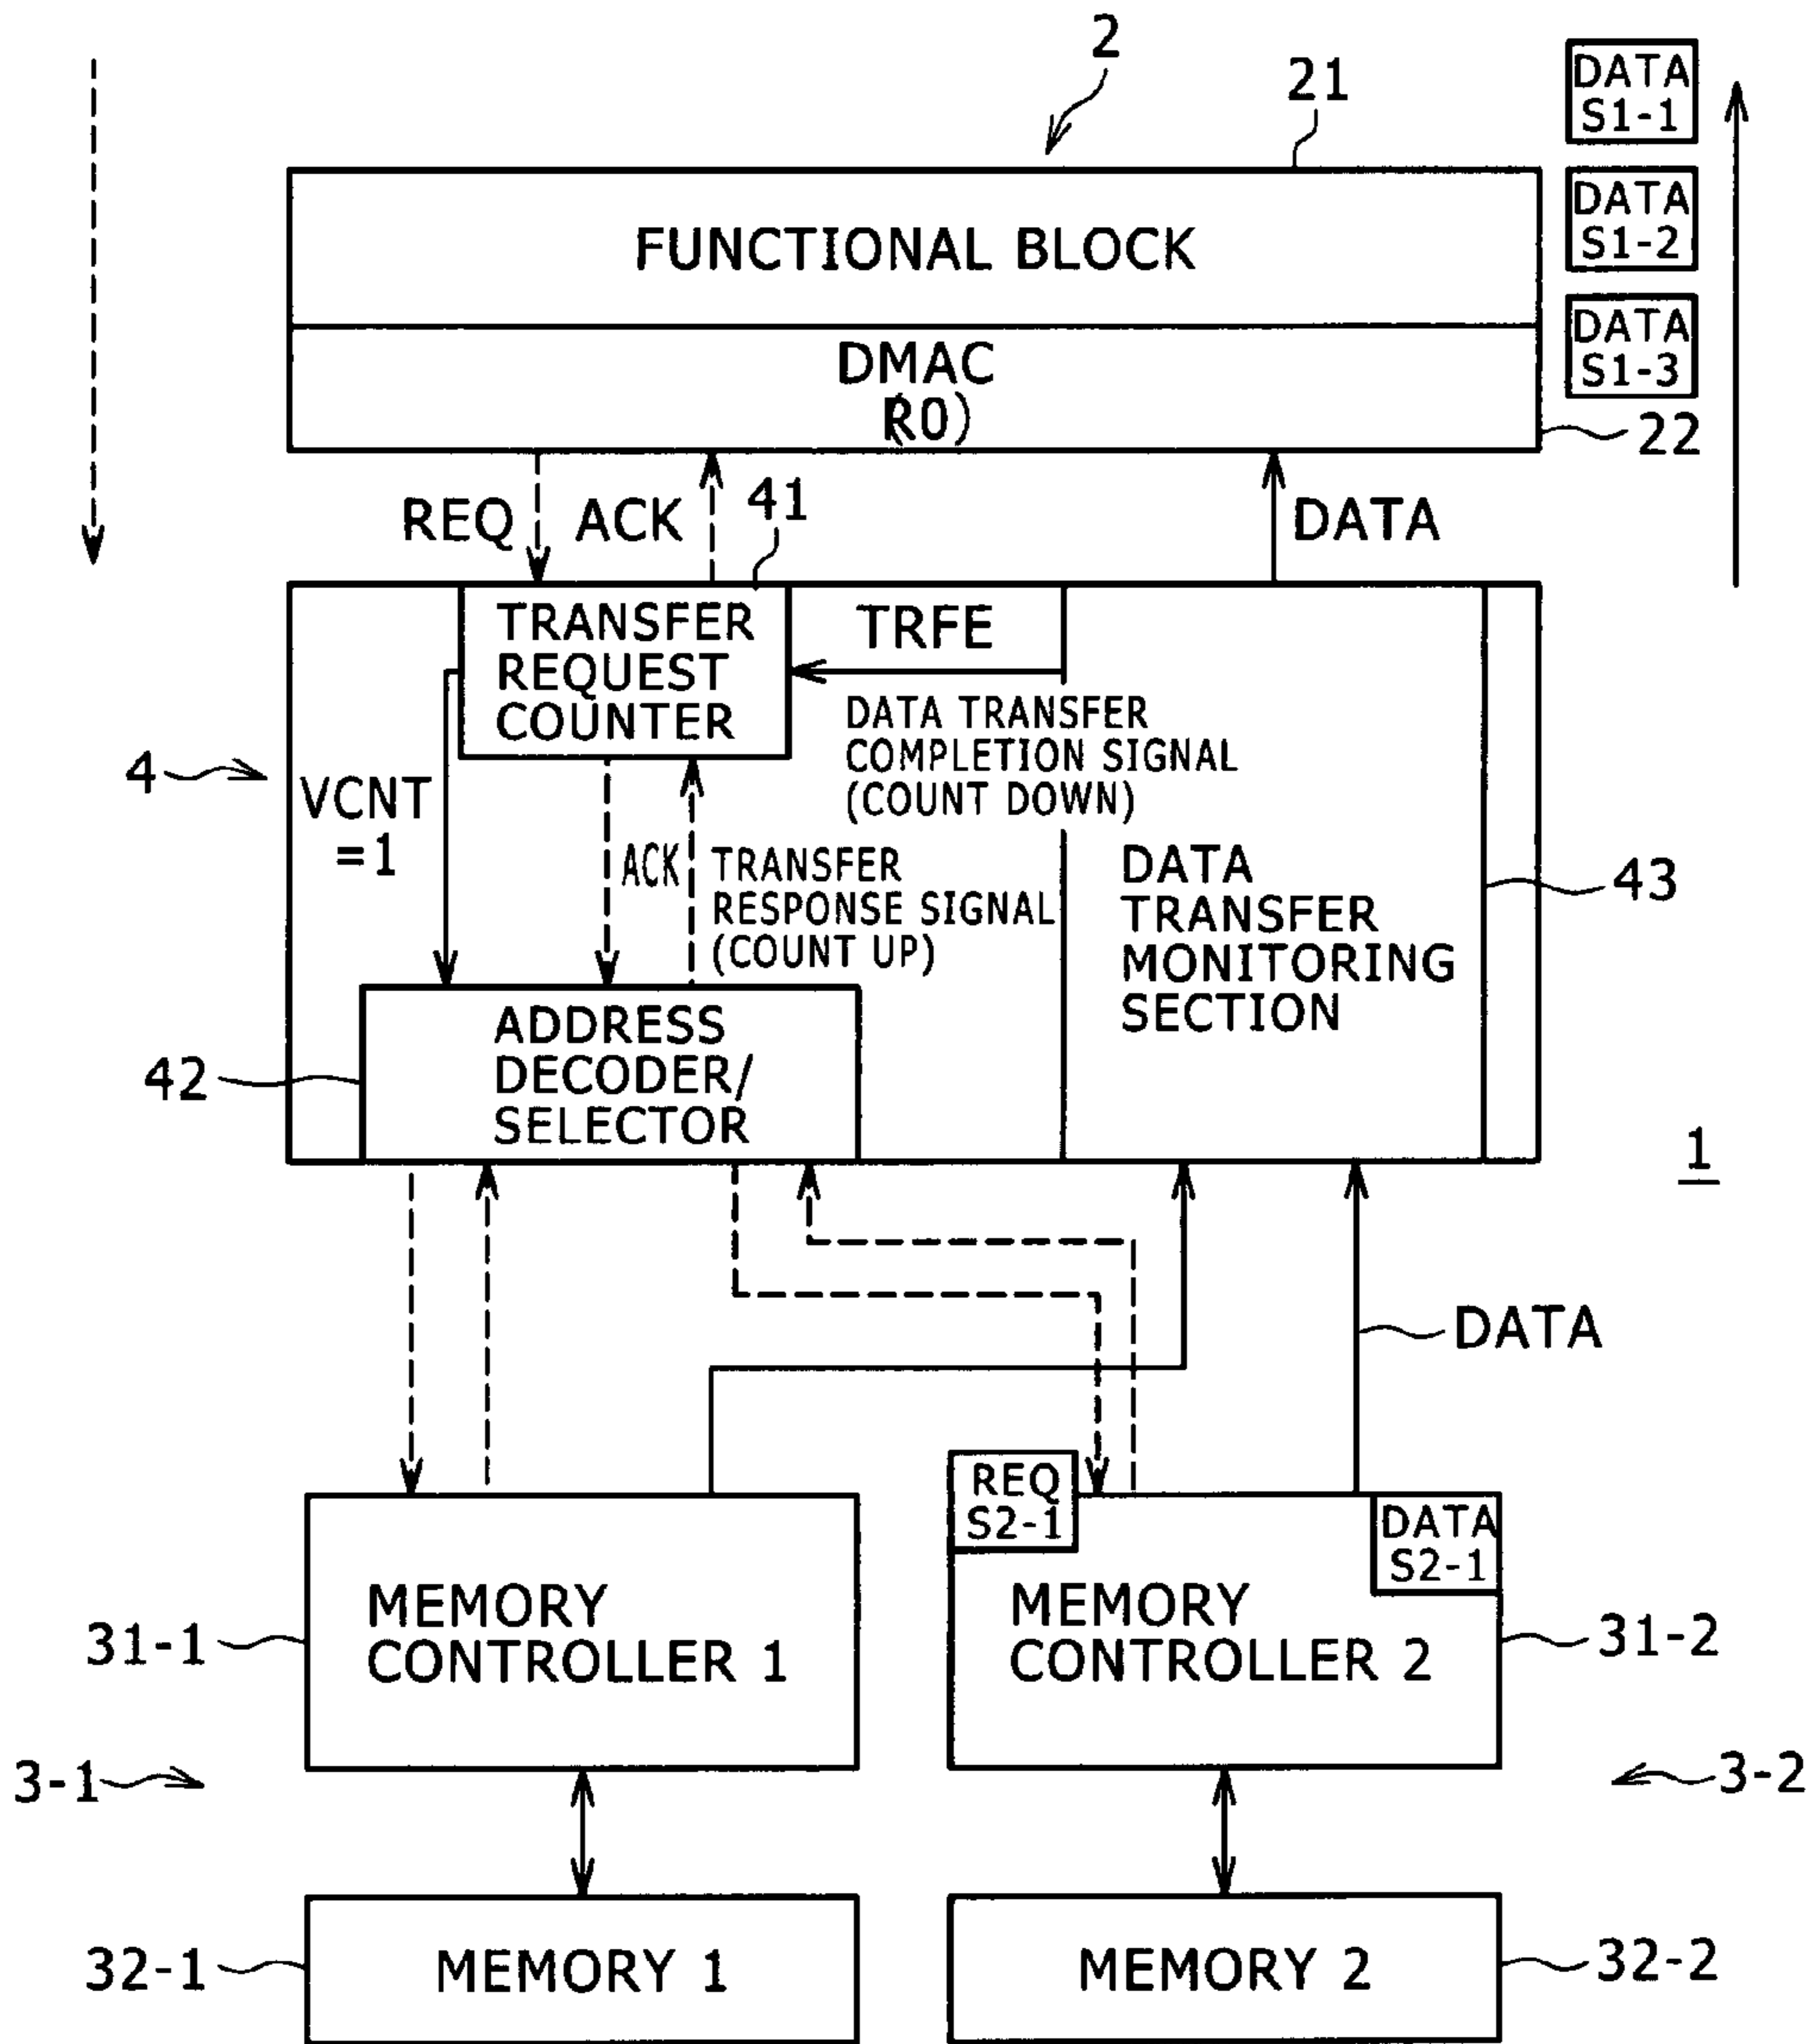 2
21
DATA
S1-1
DATA
S1-2
DATA
S1-3
FUNCTIONAL BLOCK
DMAC
(R0)
22
REQ
ACK
41
DATA
TRANSFER
REQUEST
COUNTER
TRFE
DATA TRANSFER
COMPLETION SIGNAL
(COUNT DOWN)
4
VCNT
=1
ACK
TRANSFER
RESPONSE SIGNAL
(COUNT UP)
DATA
TRANSFER
MONITORING
SECTION
43
42
ADDRESS
DECODER/
SELECTOR
1
DATA
REQ
S2-1
DATA
S2-1
31-1
MEMORY
CONTROLLER 1
MEMORY
CONTROLLER 2
31-2
3-1
3-2
32-1
MEMORY 1
MEMORY 2
32-2